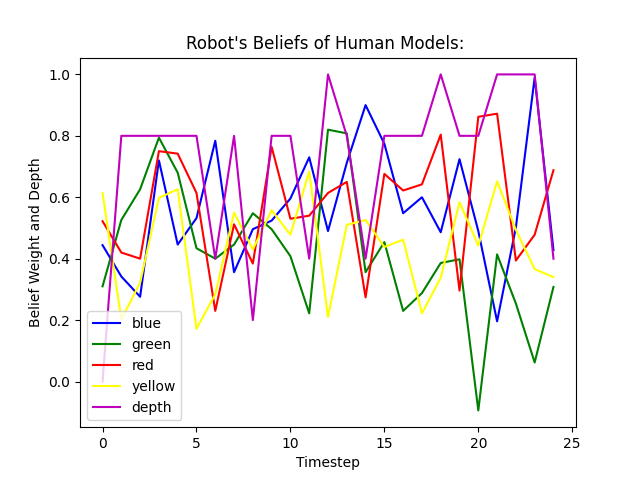 Robot's Beliefs of Human Models:
Belief Weight and Depth
1.0
0.8
0.6
0.4
0.2
0.0
blue
green
red
yellow
depth
0 5 10 15 20 25
Timestep